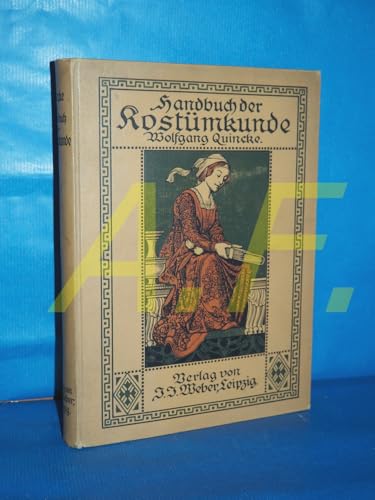 Handbuch der
Kostümkunde
Wolfgang Quincke.
Verlag von
J.J. Weber, Leipzig.
A.F.